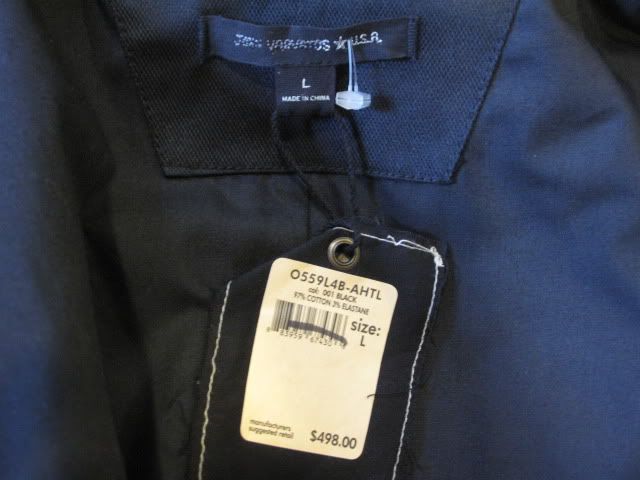 JOHN VARVATOS ★ U.S.A.
L
MADE IN CHINA
O559L4B-AHTL
col: 001 BLACK
97% COTTON 3% ELASTANE
size:
L
manufacturers
suggested retail
$498.00